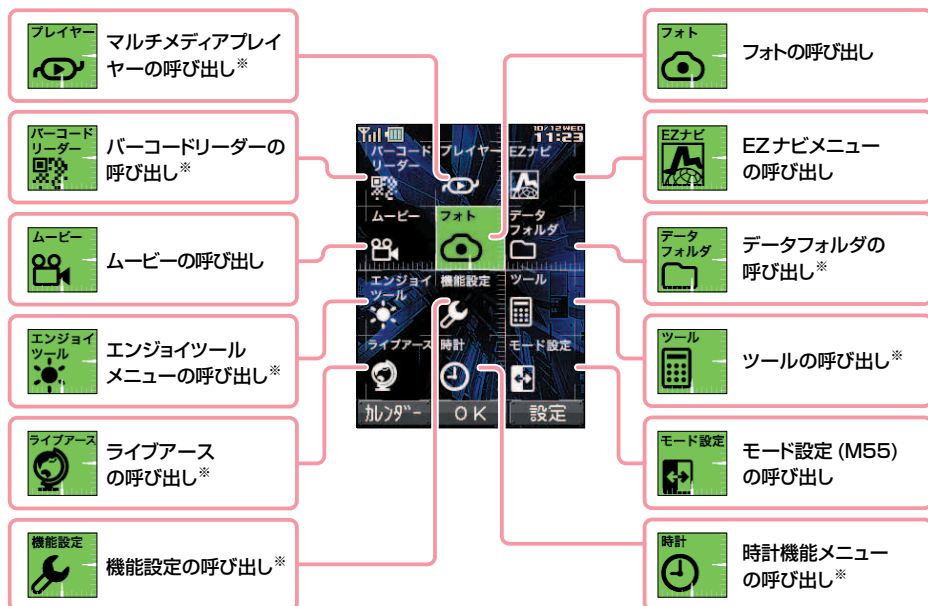 プレイヤー
マルチメディアプレイ
ヤーの呼び出し※
バーコード
リーダー
バーコードリーダーの
呼び出し※
ムービー
ムービーの呼び出し
エンジョイ
ツール
エンジョイツール
メニューの呼び出し※
ライブアース
ライブアース
の呼び出し※
機能設定
機能設定の呼び出し※
10/12 WED
11:23
バーコード
リーダー
プレイヤー
EZナビ
ムービー
フォト
データ
フォルダ
エンジョイ
ツール
機能設定
ツール
ライブアース
時計
モード設定
カレンダー
OK
設定
フォト
フォトの呼び出し
EZナビ
EZナビメニュー
の呼び出し
データ
フォルダ
データフォルダの
呼び出し※
ツール
ツールの呼び出し※
モード設定
モード設定 (M55)
の呼び出し
時計
時計機能メニュー
の呼び出し※